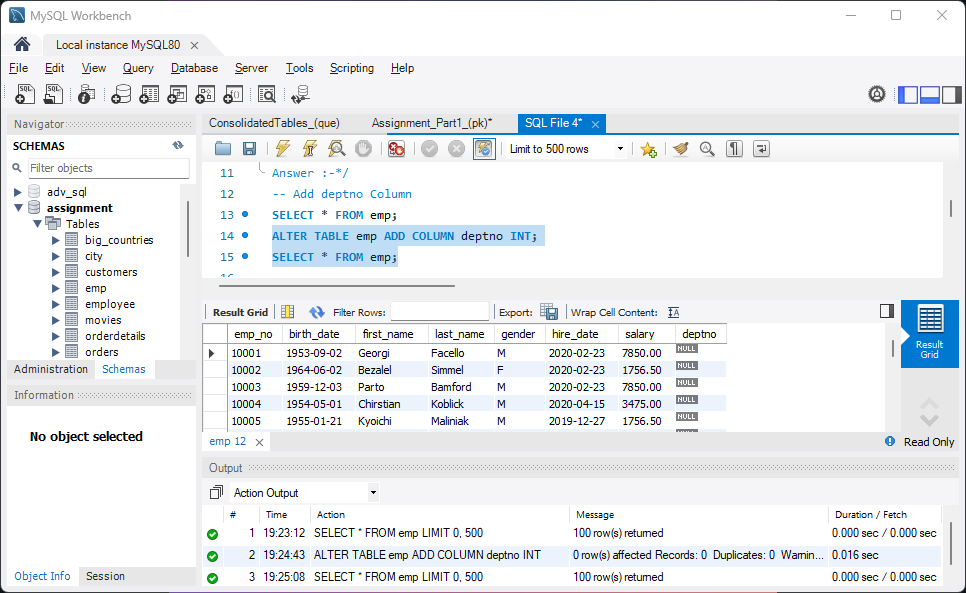 MySQL Workbench
Local instance MySQL80
File Edit View Query Database Server Tools Scripting Help
Navigator
SCHEMAS
Filter objects
adv_sql
assignment
Tables
big_countries
city
customers
emp
employee
movies
orderdetails
orders
Administration Schemas
Information
No object selected
Object Info Session
ConsolidatedTables_(que) Assignment_Part1_(pk)* SQL File 4*
Limit to 500 rows
11 Answer :-*/
12 -- Add deptno Column
13 SELECT * FROM emp;
14 ALTER TABLE emp ADD COLUMN deptno INT;
15 SELECT * FROM emp;
16
Result Grid Filter Rows: Export: Wrap Cell Content: IA
emp_no birth_date first_name last_name gender hire_date salary deptno
10001 1953-09-02 Georgi Facello M 2020-02-23 7850.00 NULL
10002 1964-06-02 Bezalel Simmel F 2020-02-23 1756.50 NULL
10003 1959-12-03 Parto Bamford M 2020-02-23 7850.00 NULL
10004 1954-05-01 Chirstian Koblick M 2020-04-15 3475.00 NULL
10005 1955-01-21 Kyoichi Maliniak M 2019-12-27 1756.50 NULL
Result
Grid
emp 12
Read Only
Output
Action Output
# Time Action Message Duration / Fetch
1 19:23:12 SELECT * FROM emp LIMIT 0, 500 100 row(s) returned 0.000 sec / 0.000 sec
2 19:24:43 ALTER TABLE emp ADD COLUMN deptno INT 0 row(s) affected Records: 0 Duplicates: 0 Warnin... 0.016 sec
3 19:25:08 SELECT * FROM emp LIMIT 0, 500 100 row(s) returned 0.000 sec / 0.000 sec